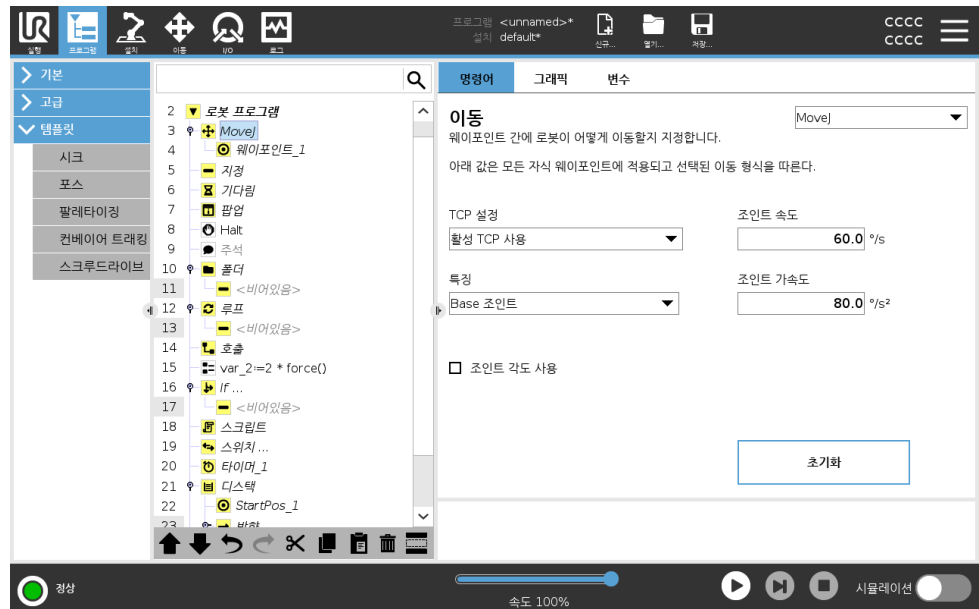 프로그램 <unnamed>*
설치 default*
CCCC
CCCC
실행
프로그램
설치
이동
I/O
로그
신규...
열기...
저장...
기본
고급
템플릿
시크
포스
팔레타이징
컨베이어 트래킹
스크루드라이브
2 로봇 프로그램
3 MoveJ
4 웨이포인트_1
5 지정
6 기다림
7 팝업
8 Halt
9 주석
10 폴더
11 <비어있음>
12 루프
13 <비어있음>
14 호출
15 var_2≔2 * force()
16 If ...
17 <비어있음>
18 스크립트
19 스위치 ...
20 타이머_1
21 디스택
22 StartPos_1
23 방향
명령어 그래픽 변수
이동
MoveJ
웨이포인트 간에 로봇이 어떻게 이동할지 지정합니다.
아래 값은 모든 자식 웨이포인트에 적용되고 선택된 이동 형식을 따른다.
TCP 설정
활성 TCP 사용
조인트 속도
60.0 °/s
특징
Base 조인트
조인트 가속도
80.0 °/s²
조인트 각도 사용
초기화
정상
속도 100%
시뮬레이션